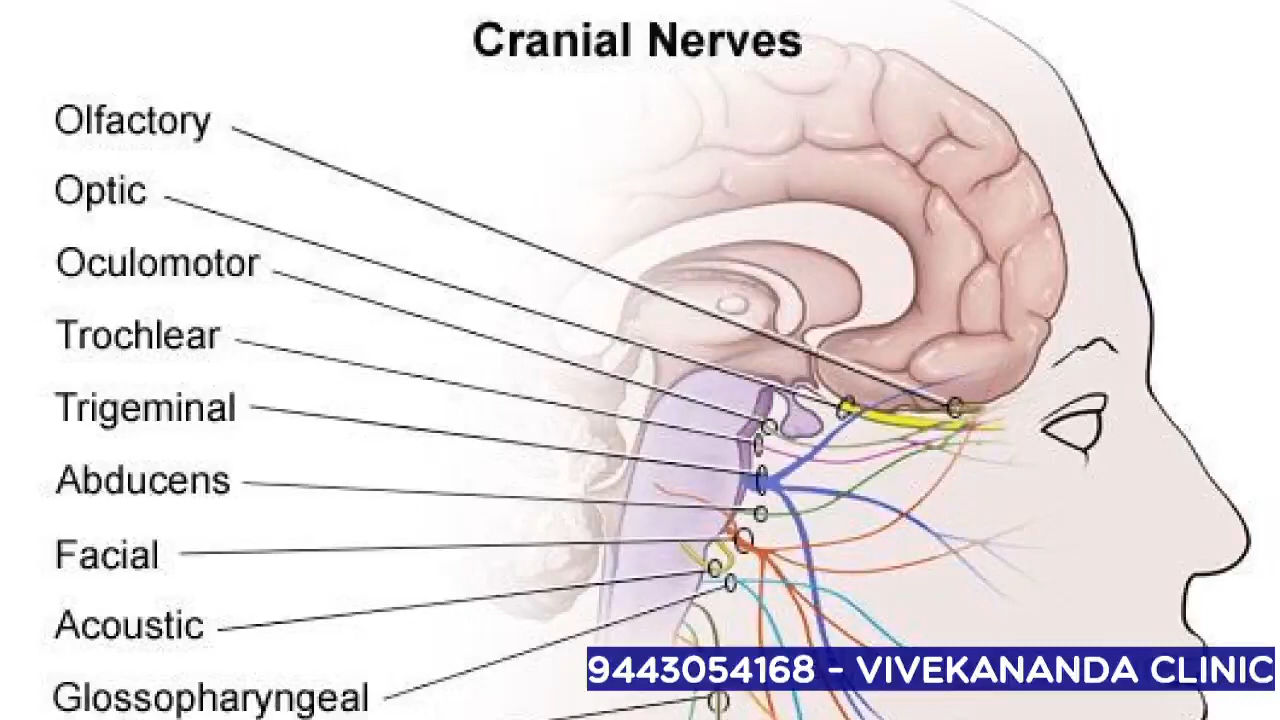 Cranial Nerves
Olfactory
Optic
Oculomotor
Trochlear
Trigeminal
Abducens
Facial
Acoustic
Glossopharyngeal
9443054168 - VIVEKANANDA CLINIC